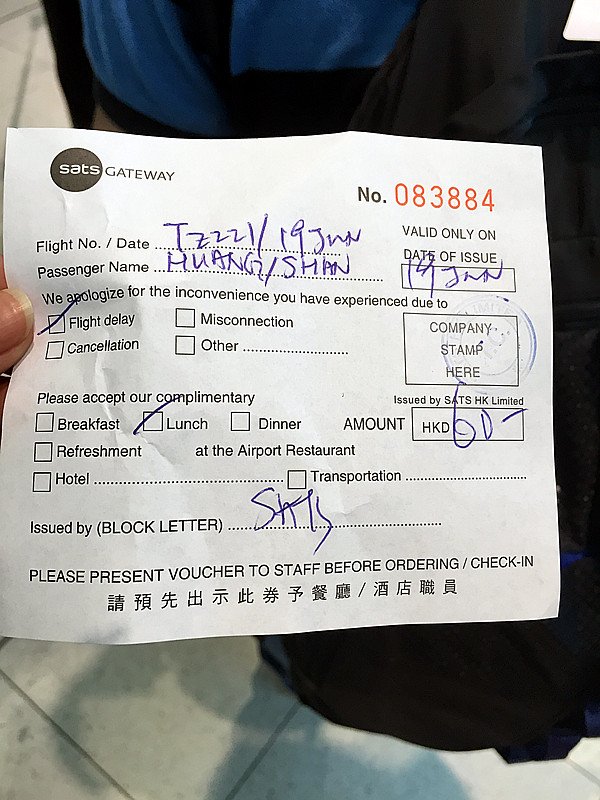 sats GATEWAY
No. 083884
Flight No. / Date TZ221/19JUN
VALID ONLY ON
DATE OF ISSUE
Passenger Name HUANG/SHAN
19JUN
We apologize for the inconvenience you have experienced due to
Flight delay Misconnection
Cancellation Other
COMPANY
STAMP
HERE
Please accept our complimentary
Issued by SATS HK Limited
Breakfast Lunch Dinner AMOUNT HKD 60-
Refreshment at the Airport Restaurant
Hotel Transportation
Issued by (BLOCK LETTER) SATS
PLEASE PRESENT VOUCHER TO STAFF BEFORE ORDERING / CHECK-IN
請預先出示此券予餐廳/酒店職員